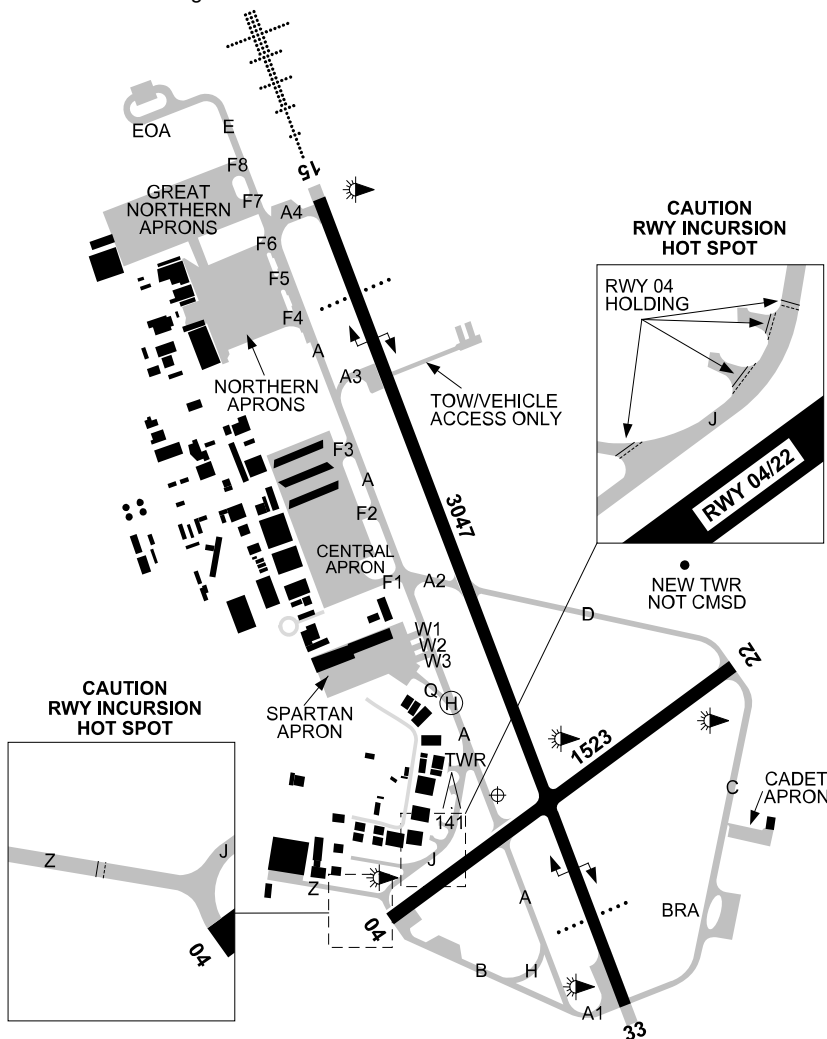 EOA
E
F8
15
GREAT
NORTHERN
APRONS
F7
A4
F6
F5
F4
A
NORTHERN
APRONS
A3
TOW/VEHICLE
ACCESS ONLY
CAUTION
RWY INCURSION
HOT SPOT
RWY 04
HOLDING
J
RWY 04/22
F3
A
F2
3047
CENTRAL
APRON
F1
A2
NEW TWR
NOT CMSD
D
W1
W2
W3
22
Q
H
SPARTAN
APRON
A
TWR
1523
CAUTION
RWY INCURSION
HOT SPOT
Z
J
04
141
J
Z
04
C
CADET
APRON
A
BRA
B
H
A1
33